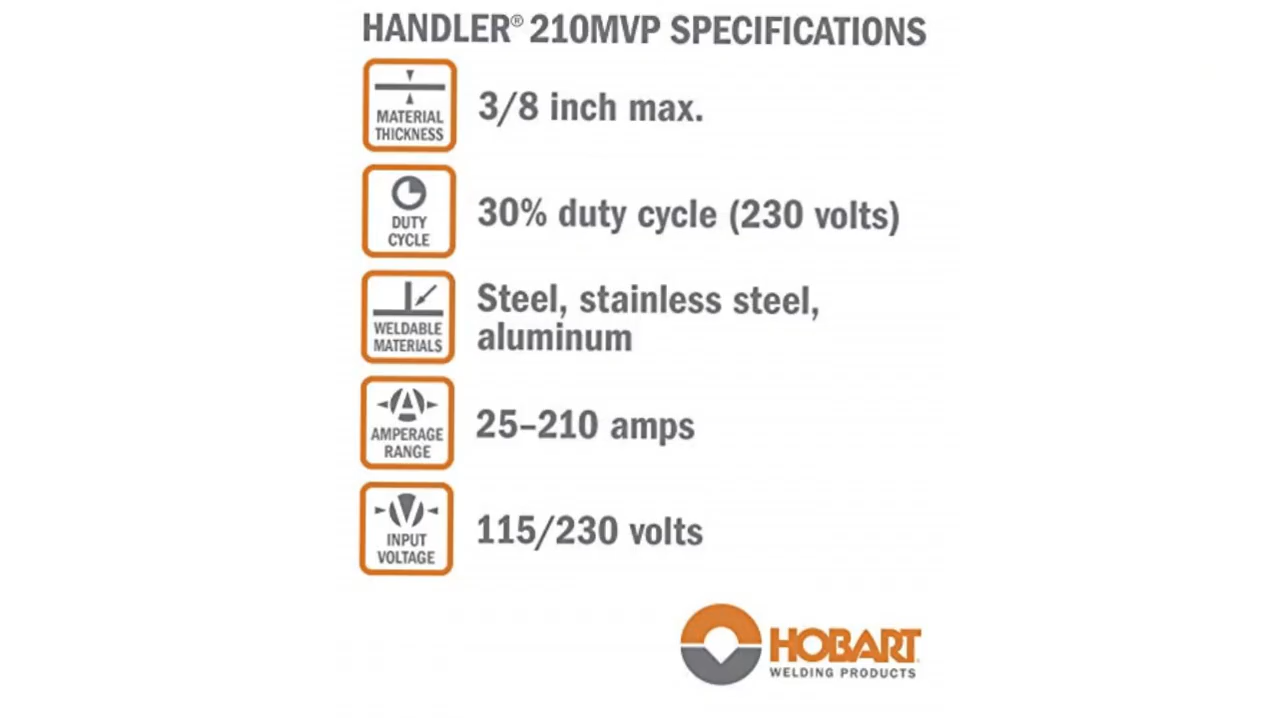 HANDLER® 210MVP SPECIFICATIONS
MATERIAL
THICKNESS
3/8 inch max.
DUTY
CYCLE
30% duty cycle (230 volts)
WELDABLE
MATERIALS
Steel, stainless steel,
aluminum
AMPERAGE
RANGE
25–210 amps
INPUT
VOLTAGE
115/230 volts
HOBART
WELDING PRODUCTS